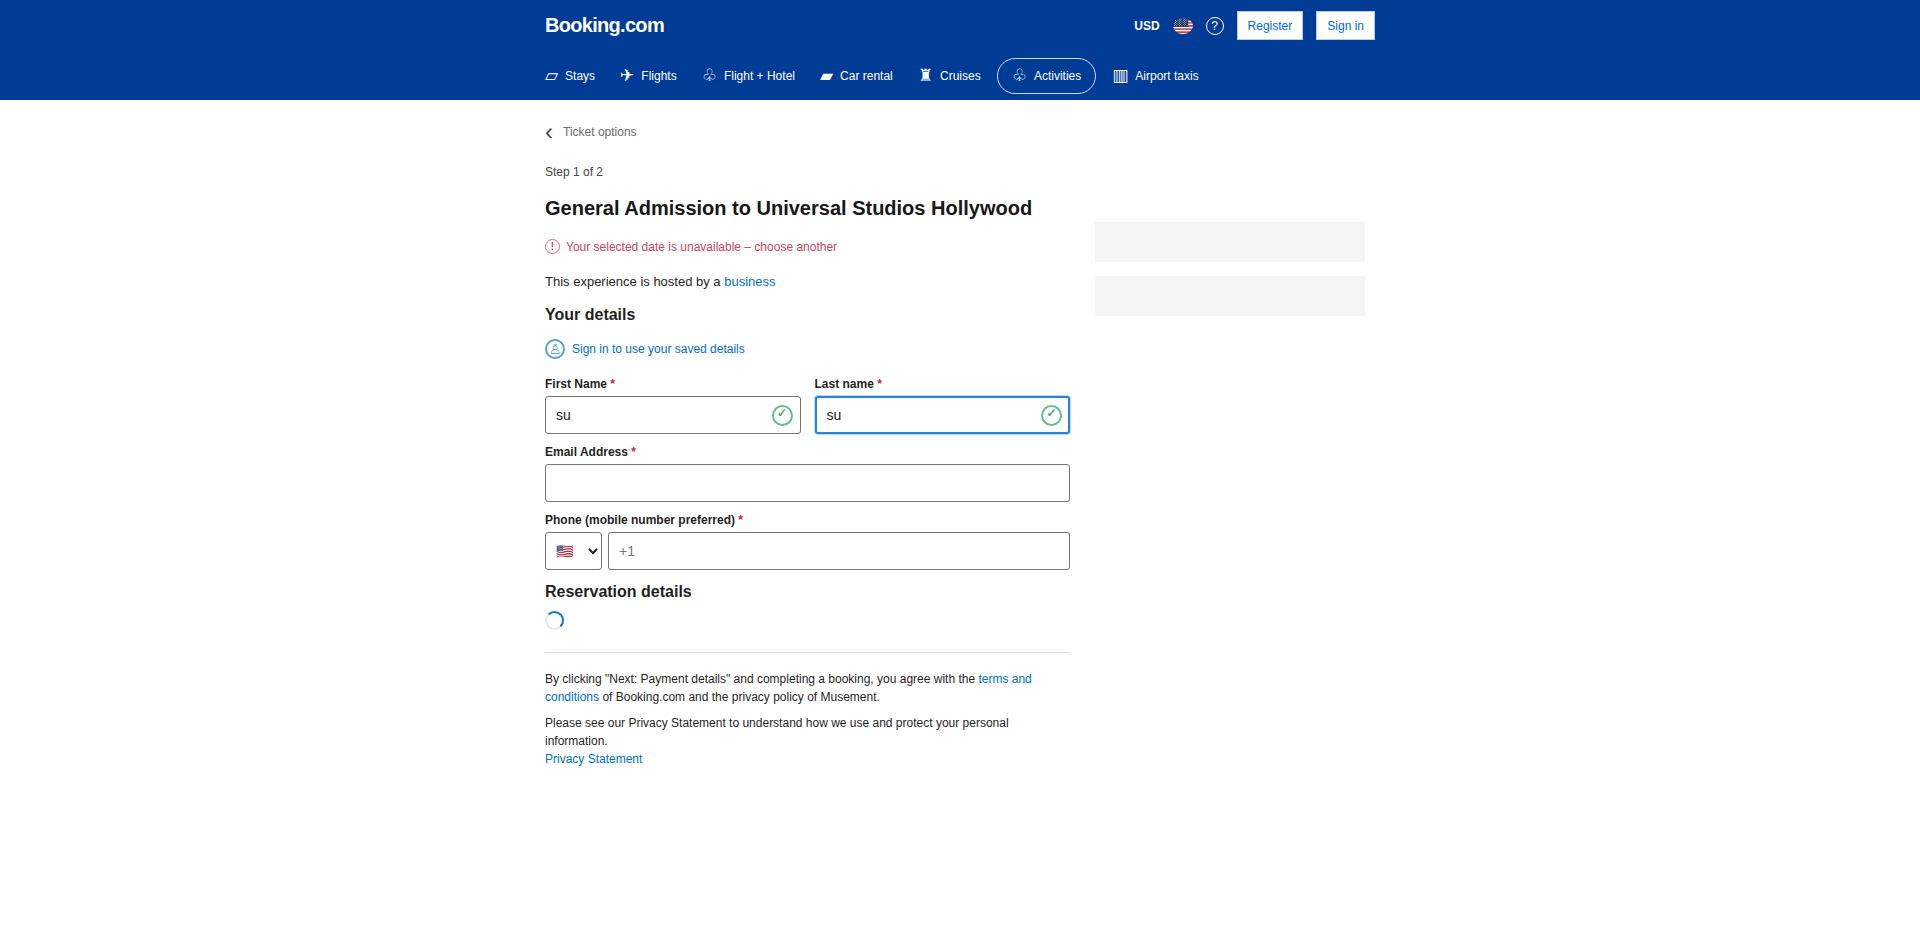 Booking.com
USD
?
Register
Sign in
Stays
Flights
Flight + Hotel
Car rental
Cruises
Activities
Airport taxis
Ticket options
Step 1 of 2
General Admission to Universal Studios Hollywood
! Your selected date is unavailable – choose another
This experience is hosted by a business
Your details
Sign in to use your saved details
First Name *
Last name *
su
su
Email Address *
Phone (mobile number preferred) *
+1
Reservation details
By clicking "Next: Payment details" and completing a booking, you agree with the terms and
conditions of Booking.com and the privacy policy of Musement.
Please see our Privacy Statement to understand how we use and protect your personal
information.
Privacy Statement